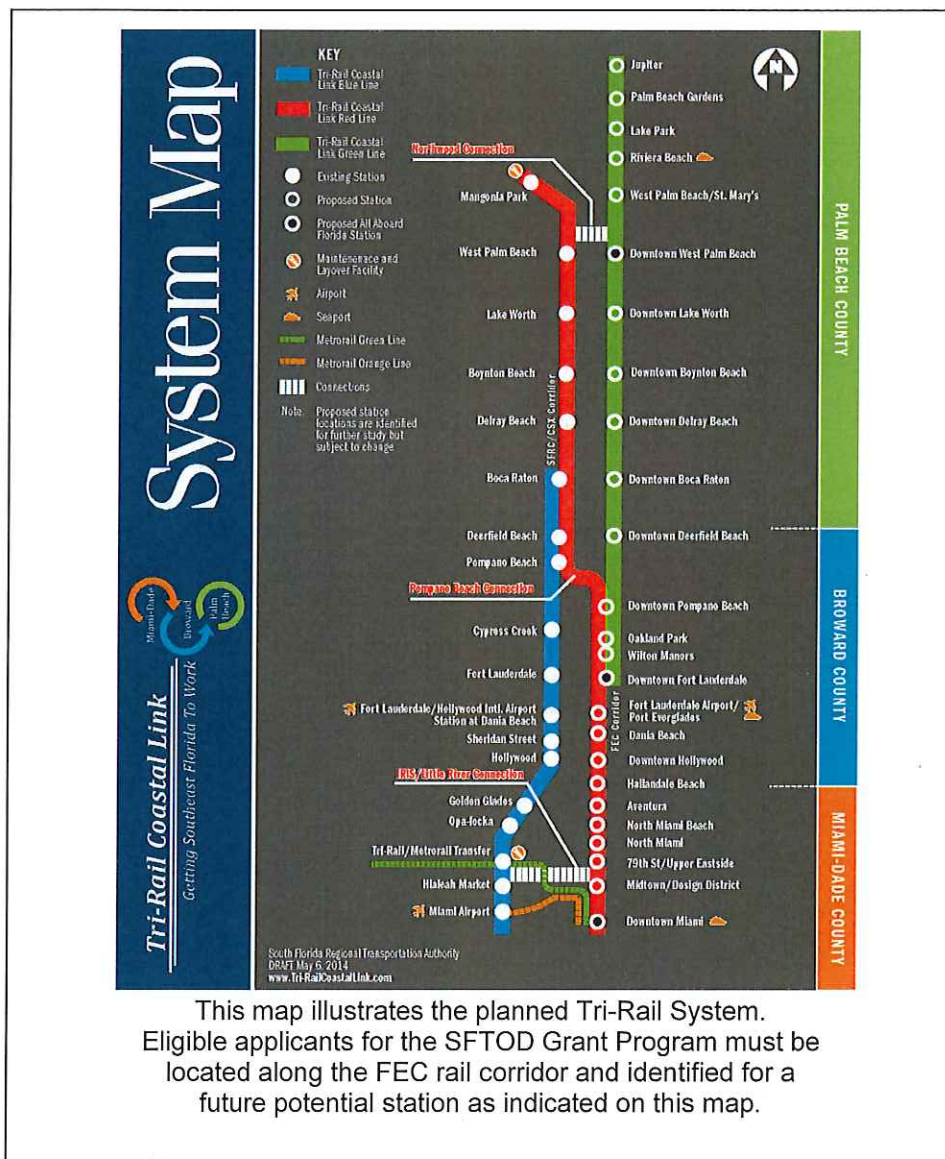 System Map
Miami-Dade
Broward
Palm
Beach
Tri-Rail Coastal Link
Getting Southeast Florida To Work
KEY
Tri-Rail Coastal
Link Blue Line
Tri-Rail Coastal
Link Red Line
Tri-Rail Coastal
Link Green Line
Existing Station
Proposed Station
Proposed All Aboard
Florida Station
Maintenance and
Layover Facility
Airport
Seaport
Metrorail Green Line
Metrorail Orange Line
Connections
Note: Proposed station
locations are identified
for further study but
subject to change
N
Northwood Connection
Mangonia Park
West Palm Beach
Lake Worth
Boynton Beach
Delray Beach
SFRC/CSX Corridor
Boca Raton
Deerfield Beach
Pompano Beach
Pompano Beach Connection
Cypress Creek
Fort Lauderdale
Fort Lauderdale/Hollywood Intl. Airport
Station at Dania Beach
Sheridan Street
Hollywood
IRIS/Little River Connection
Golden Glades
Opa-locka
Tri-Rail/Metrorail Transfer
Hialeah Market
Miami Airport
Jupiter
Palm Beach Gardens
Lake Park
Riviera Beach
West Palm Beach/St. Mary's
Downtown West Palm Beach
Downtown Lake Worth
Downtown Boynton Beach
Downtown Delray Beach
Downtown Boca Raton
Downtown Deerfield Beach
Downtown Pompano Beach
Oakland Park
Wilton Manors
Downtown Fort Lauderdale
FEC Corridor
Fort Lauderdale Airport/
Port Everglades
Dania Beach
Downtown Hollywood
Hallandale Beach
Aventura
North Miami Beach
North Miami
79th St/Upper Eastside
Midtown/Design District
Downtown Miami
PALM BEACH COUNTY
BROWARD COUNTY
MIAMI-DADE COUNTY
South Florida Regional Transportation Authority
DRAFT May 6, 2014
www.Tri-RailCoastalLink.com
This map illustrates the planned Tri-Rail System.
Eligible applicants for the SFTOD Grant Program must be
located along the FEC rail corridor and identified for a
future potential station as indicated on this map.